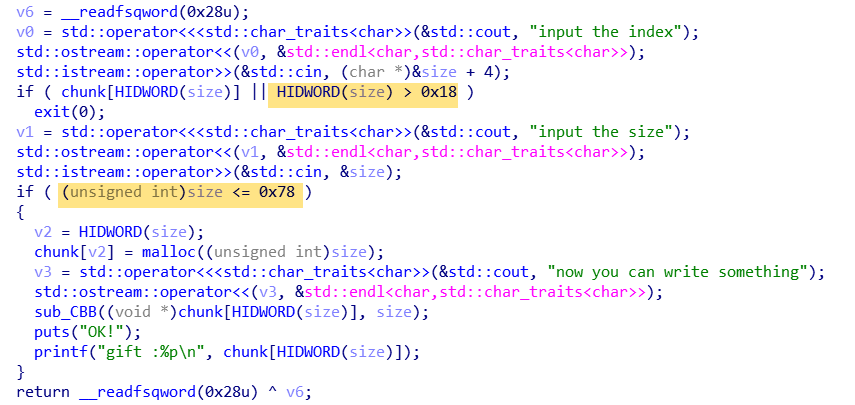 v6 = __readfsqword(0x28u);
v0 = std::operator<<<std::char_traits<char>>(&std::cout, "input the index");
std::ostream::operator<<(v0, &std::endl<char,std::char_traits<char>>);
std::istream::operator>>(&std::cin, (char *)&size + 4);
if ( chunk[HIDWORD(size)] || HIDWORD(size) > 0x18 )
  exit(0);
v1 = std::operator<<<std::char_traits<char>>(&std::cout, "input the size");
std::ostream::operator<<(v1, &std::endl<char,std::char_traits<char>>);
std::istream::operator>>(&std::cin, &size);
if ( (unsigned int)size <= 0x78 )
{
  v2 = HIDWORD(size);
  chunk[v2] = malloc((unsigned int)size);
  v3 = std::operator<<<std::char_traits<char>>(&std::cout, "now you can write something");
  std::ostream::operator<<(v3, &std::endl<char,std::char_traits<char>>);
  sub_CBB((void *)chunk[HIDWORD(size)], size);
  puts("OK!");
  printf("gift :%p\n", chunk[HIDWORD(size)]);
}
return __readfsqword(0x28u) ^ v6;